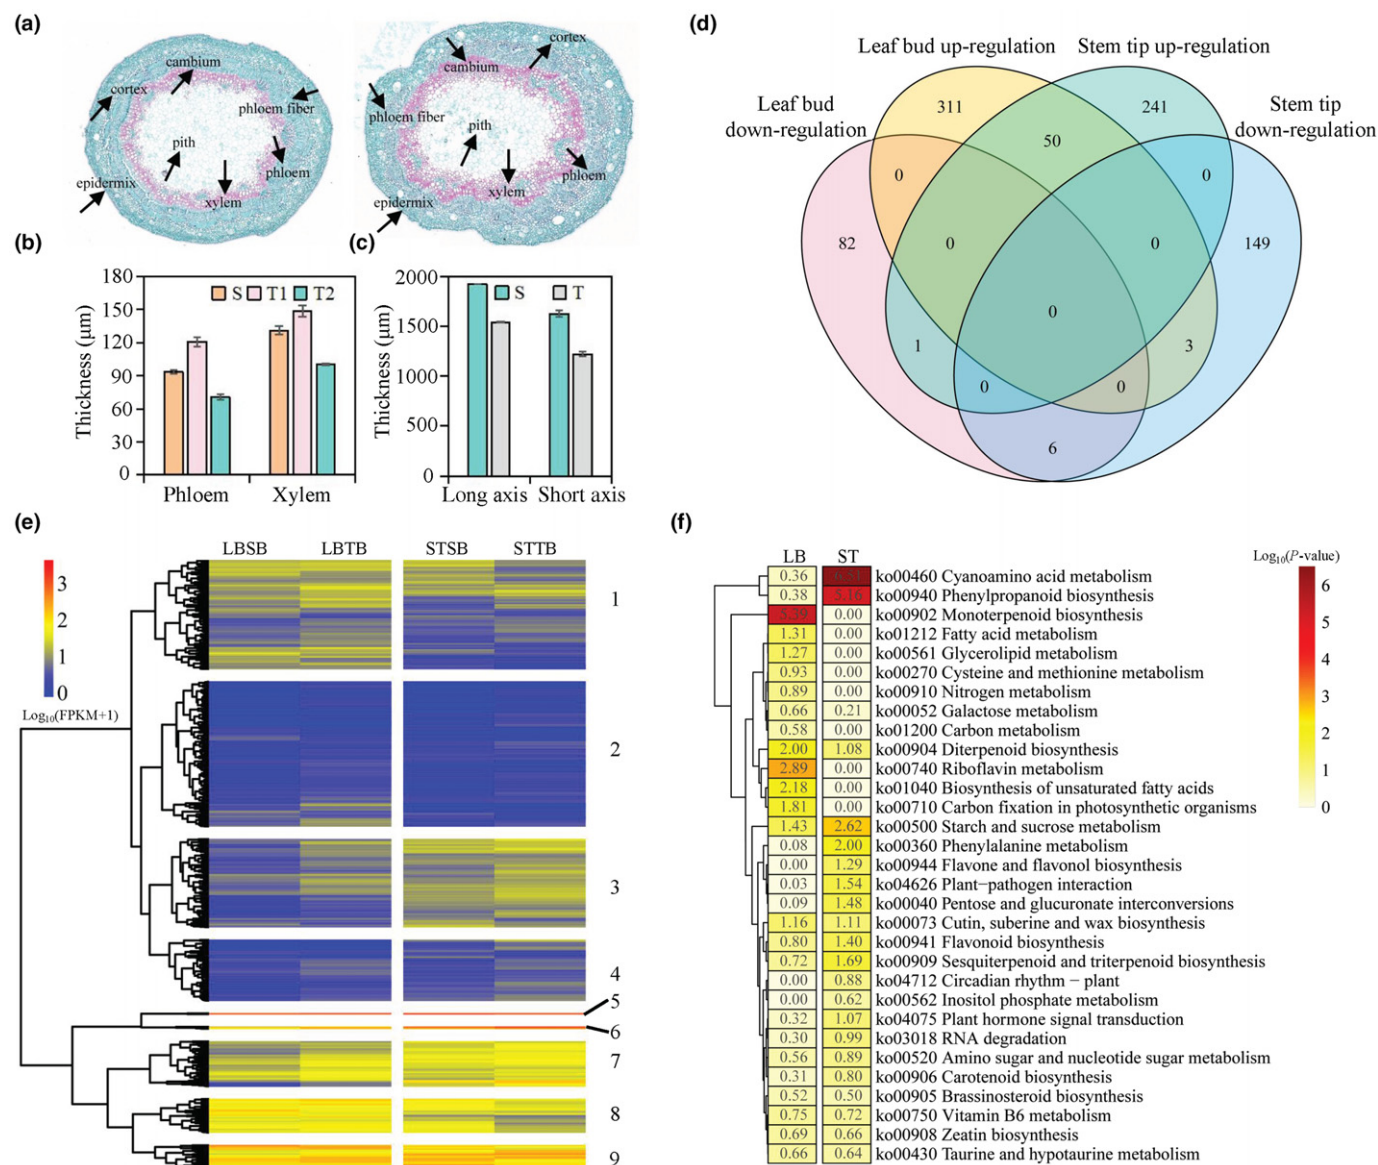 (a)
cambium
cortex
phloem fiber
pith
phloem
epidermix
xylem
cortex
cambium
phloem fiber
pith
phloem
xylem
epidermix
(b)
Thickness (μm)
180
150
120
90
60
30
0
S T1 T2
Phloem Xylem
(c)
Thickness (μm)
2000
1500
1000
500
0
S T
Long axis Short axis
(d)
Leaf bud up-regulation Stem tip up-regulation
Leaf bud
down-regulation
Stem tip
down-regulation
311 241
50
0 0
82 0 0 149
0
1 3
0 0
6
(e)
LBSB LBTB STSB STTB
3
2
1
0
Log10(FPKM+1)
1
2
3
4
5
6
7
8
9
(f)
LB ST
Log10(P-value)
6
5
4
3
2
1
0
0.36 ko00460 Cyanoamino acid metabolism
0.38 5.16 ko00940 Phenylpropanoid biosynthesis
5.39 0.00 ko00902 Monoterpenoid biosynthesis
1.31 0.00 ko01212 Fatty acid metabolism
1.27 0.00 ko00561 Glycerolipid metabolism
0.93 0.00 ko00270 Cysteine and methionine metabolism
0.89 0.00 ko00910 Nitrogen metabolism
0.66 0.21 ko00052 Galactose metabolism
0.58 0.00 ko01200 Carbon metabolism
2.00 1.08 ko00904 Diterpenoid biosynthesis
2.89 0.00 ko00740 Riboflavin metabolism
2.18 0.00 ko01040 Biosynthesis of unsaturated fatty acids
1.81 0.00 ko00710 Carbon fixation in photosynthetic organisms
1.43 2.62 ko00500 Starch and sucrose metabolism
0.08 2.00 ko00360 Phenylalanine metabolism
0.00 1.29 ko00944 Flavone and flavonol biosynthesis
0.03 1.54 ko04626 Plant−pathogen interaction
0.09 1.48 ko00040 Pentose and glucuronate interconversions
1.16 1.11 ko00073 Cutin, suberine and wax biosynthesis
0.80 1.40 ko00941 Flavonoid biosynthesis
0.72 1.69 ko00909 Sesquiterpenoid and triterpenoid biosynthesis
0.00 0.88 ko04712 Circadian rhythm − plant
0.00 0.62 ko00562 Inositol phosphate metabolism
0.32 1.07 ko04075 Plant hormone signal transduction
0.30 0.99 ko03018 RNA degradation
0.56 0.89 ko00520 Amino sugar and nucleotide sugar metabolism
0.31 0.80 ko00906 Carotenoid biosynthesis
0.52 0.50 ko00905 Brassinosteroid biosynthesis
0.75 0.72 ko00750 Vitamin B6 metabolism
0.69 0.66 ko00908 Zeatin biosynthesis
0.66 0.64 ko00430 Taurine and hypotaurine metabolism